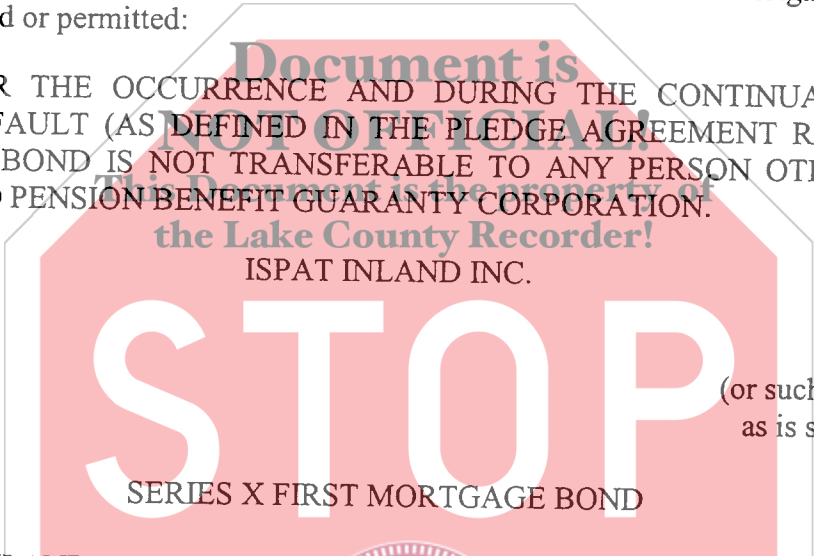 d or permitted:
Document is
R THE OCCURRENCE AND DURING THE CONTINUA
NOT OFFICIAL!
FAULT (AS DEFINED IN THE PLEDGE AGREEMENT R
BOND IS NOT TRANSFERABLE TO ANY PERSON OT
This Document is the property of
PENSION BENEFIT GUARANTY CORPORATION.
the Lake County Recorder!
ISPAT INLAND INC.
STOP
(or such
as is s
SERIES X FIRST MORTGAGE BOND